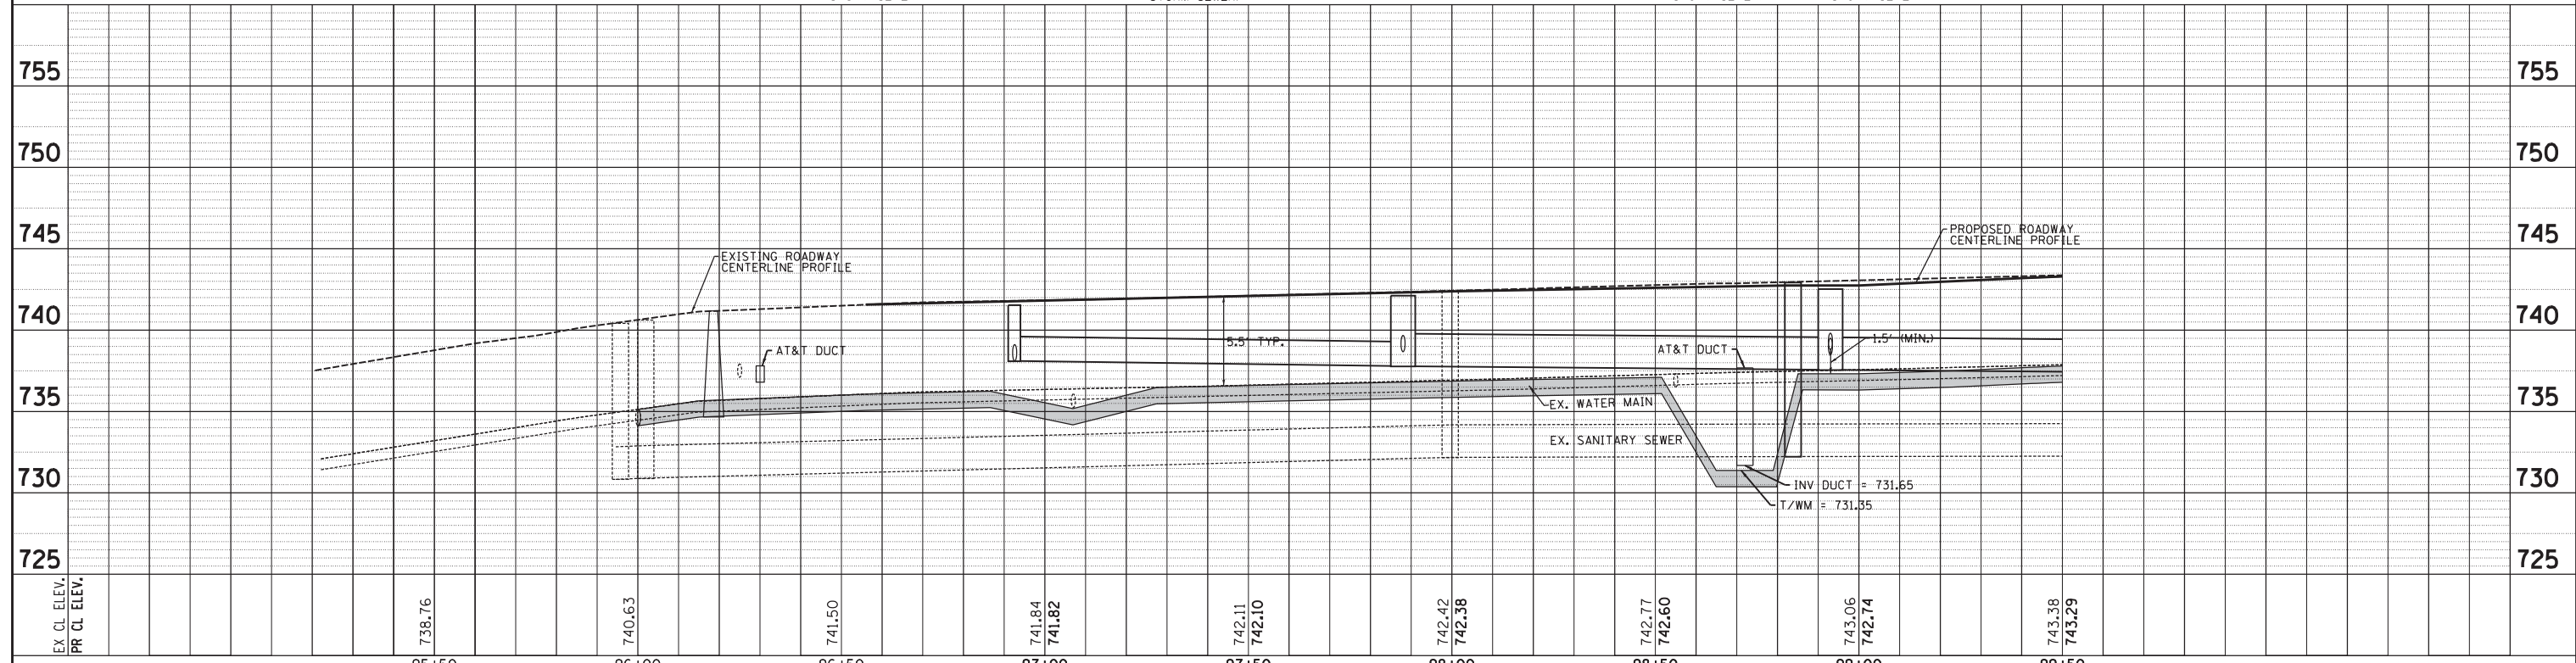 755 755
750 750
PROPOSED ROADWAY
745 745
CENTERLINE PROFILE
EXISTING ROADWAY
CENTERLINE PROFILE
740 740
5.5' TYP.
1.5' (MIN.)
AT&T DUCT
AT&T DUCT
735 735
EX. WATER MAIN
EX. SANITARY SEWER
730 730
INV DUCT = 731.65
T/WM = 731.35
725 725
EX CL ELEV.
PR CL ELEV.
738.76
740.63
741.50
741.84
741.82
742.11
742.10
742.42
742.38
742.77
742.60
743.06
742.74
743.38
743.29